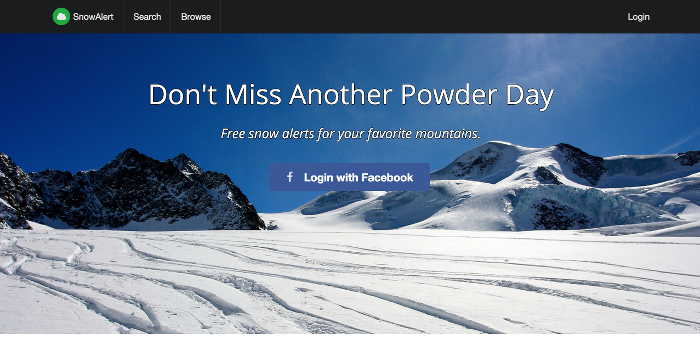 SnowAlert
Search
Browse
Login
Don't Miss Another Powder Day
Free snow alerts for your favorite mountains.
Login with Facebook